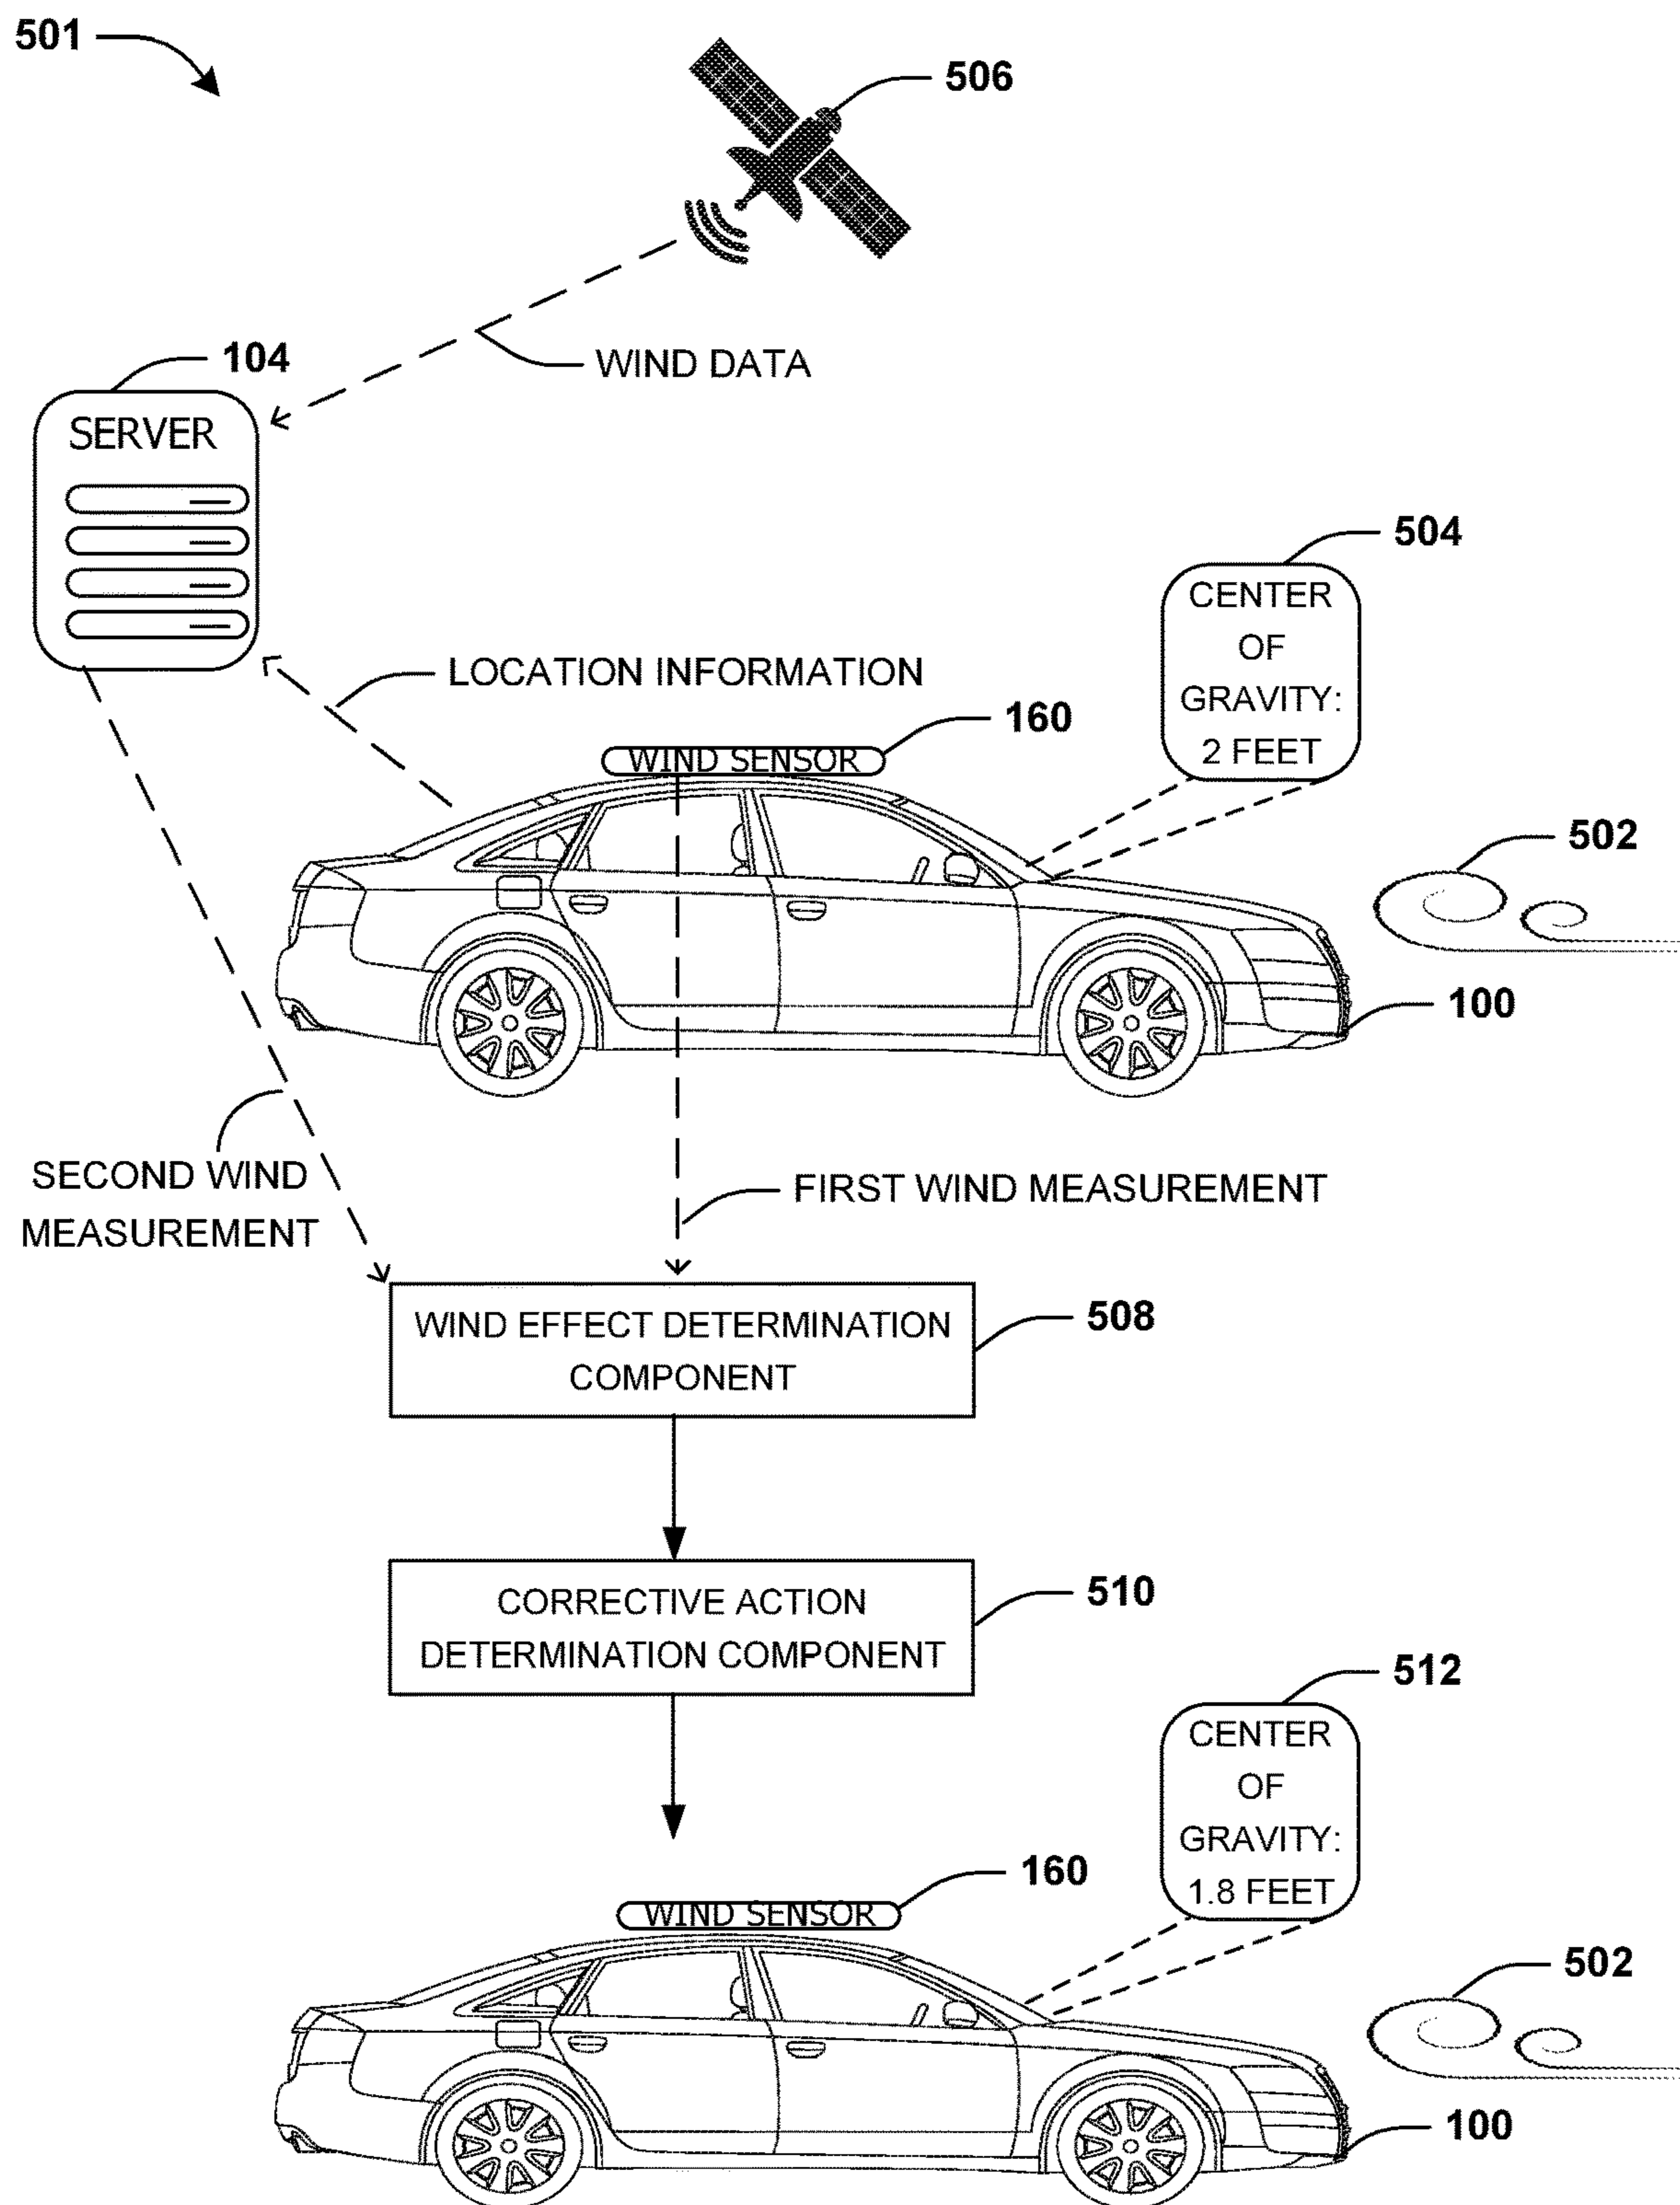 501
506
WIND DATA
104
SERVER
504
CENTER
OF
GRAVITY:
2 FEET
LOCATION INFORMATION
160
WIND SENSOR
502
100
SECOND WIND
MEASUREMENT
FIRST WIND MEASUREMENT
WIND EFFECT DETERMINATION
COMPONENT
508
CORRECTIVE ACTION
DETERMINATION COMPONENT
510
512
CENTER
OF
GRAVITY:
1.8 FEET
160
WIND SENSOR
502
100